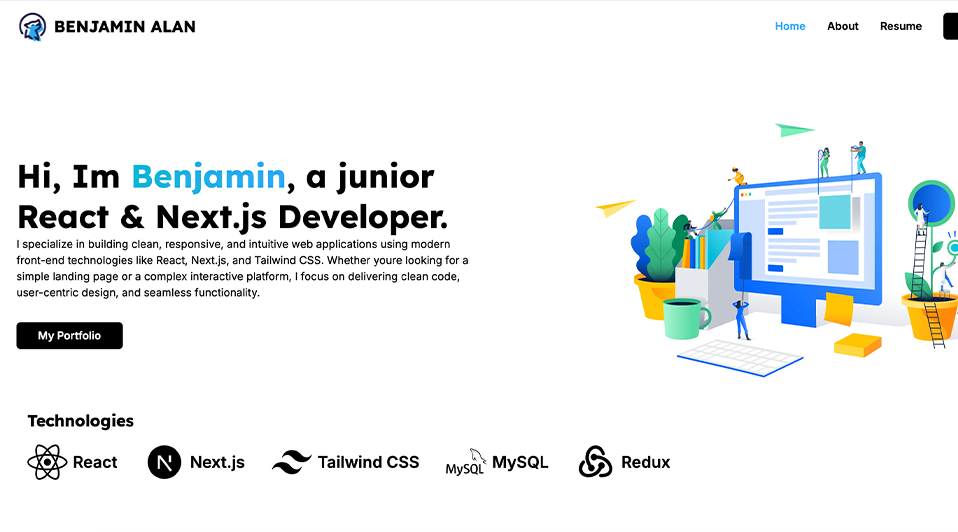 BENJAMIN ALAN
Home About Resume
Hi, Im Benjamin, a junior
React & Next.js Developer.
I specialize in building clean, responsive, and intuitive web applications using modern
front-end technologies like React, Next.js, and Tailwind CSS. Whether youre looking for a
simple landing page or a complex interactive platform, I focus on delivering clean code,
user-centric design, and seamless functionality.
My Portfolio
Technologies
React Next.js Tailwind CSS MySQL MySQL Redux